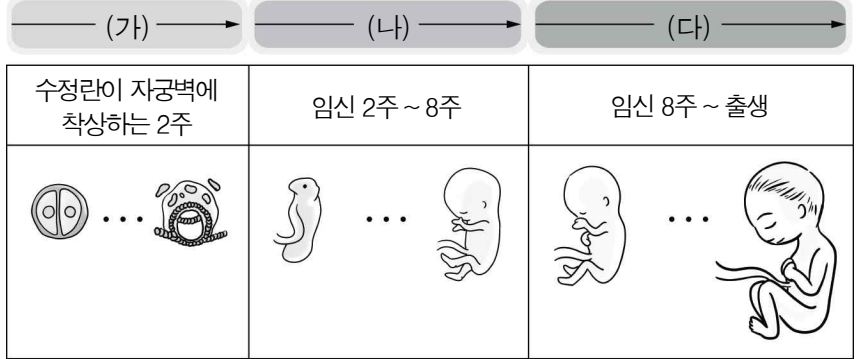 (가)
(나)
(다)
수정란이 자궁벽에
착상하는 2주
임신 2주 ~ 8주
임신 8주 ~ 출생